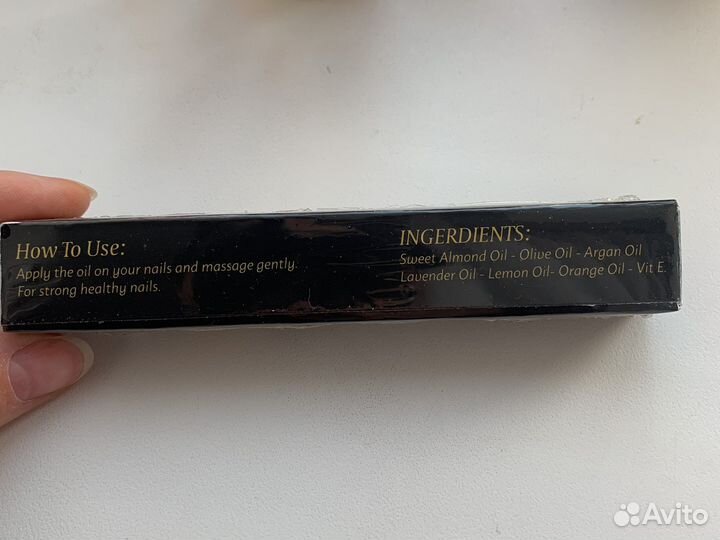 How To Use:
Apply the oil on your nails and massage gently.
For strong healthy nails.
INGERDIENTS:
Sweet Almond Oil - Olive Oil - Argan Oil
Lavender Oil - Lemon Oil- Orange Oil - Vit E.
Avito